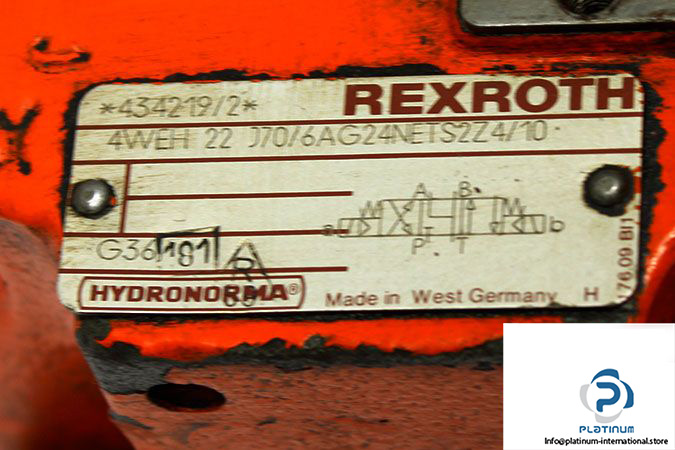 *434219/2*
REXROTH
4WEH 22 J70/6AG24NETS2Z4/10
A B
a b
P T
G36 181
R
HYDRONORMA®
Made in West Germany H
PLATINUM
Info@platinum-international.store